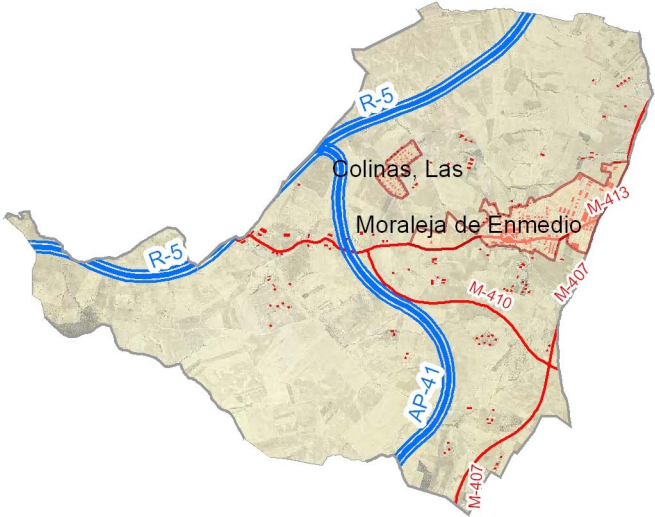 R-5
Colinas, Las
M-413
Moraleja de Enmedio
R-5
M-407
M-410
AP-41
M-407